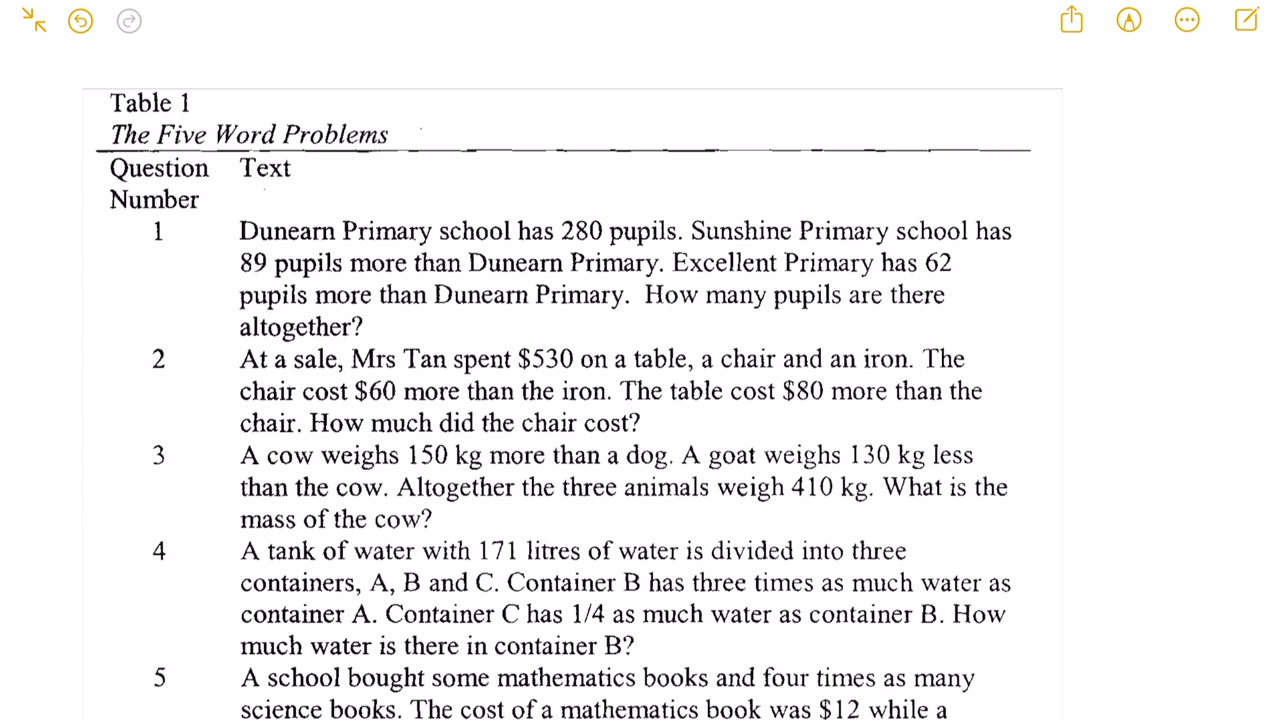 Table 1
The Five Word Problems
Question Text
Number
1 Dunearn Primary school has 280 pupils. Sunshine Primary school has
89 pupils more than Dunearn Primary. Excellent Primary has 62
pupils more than Dunearn Primary. How many pupils are there
altogether?
2 At a sale, Mrs Tan spent $530 on a table, a chair and an iron. The
chair cost $60 more than the iron. The table cost $80 more than the
chair. How much did the chair cost?
3 A cow weighs 150 kg more than a dog. A goat weighs 130 kg less
than the cow. Altogether the three animals weigh 410 kg. What is the
mass of the cow?
4 A tank of water with 171 litres of water is divided into three
containers, A, B and C. Container B has three times as much water as
container A. Container C has 1/4 as much water as container B. How
much water is there in container B?
5 A school bought some mathematics books and four times as many
science books. The cost of a mathematics book was $12 while a